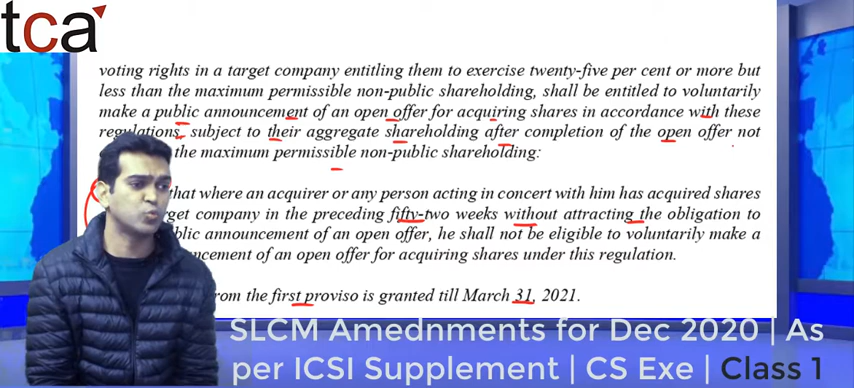 tca
voting rights in a target company entitling them to exercise twenty-five per cent or more but
less than the maximum permissible non-public shareholding, shall be entitled to voluntarily
make a public announcement of an open offer for acquiring shares in accordance with these
regulations, subject to their aggregate shareholding after completion of the open offer not
the maximum permissible non-public shareholding:
that where an acquirer or any person acting in concert with him has acquired shares
get company in the preceding fifty-two weeks without attracting the obligation to
blic announcement of an open offer, he shall not be eligible to voluntarily make a
ncement of an open offer for acquiring shares under this regulation.
rom the first proviso is granted till March 31, 2021.
SLCM Amednments for Dec 2020 | As
per ICSI Supplement | CS Exe | Class 1